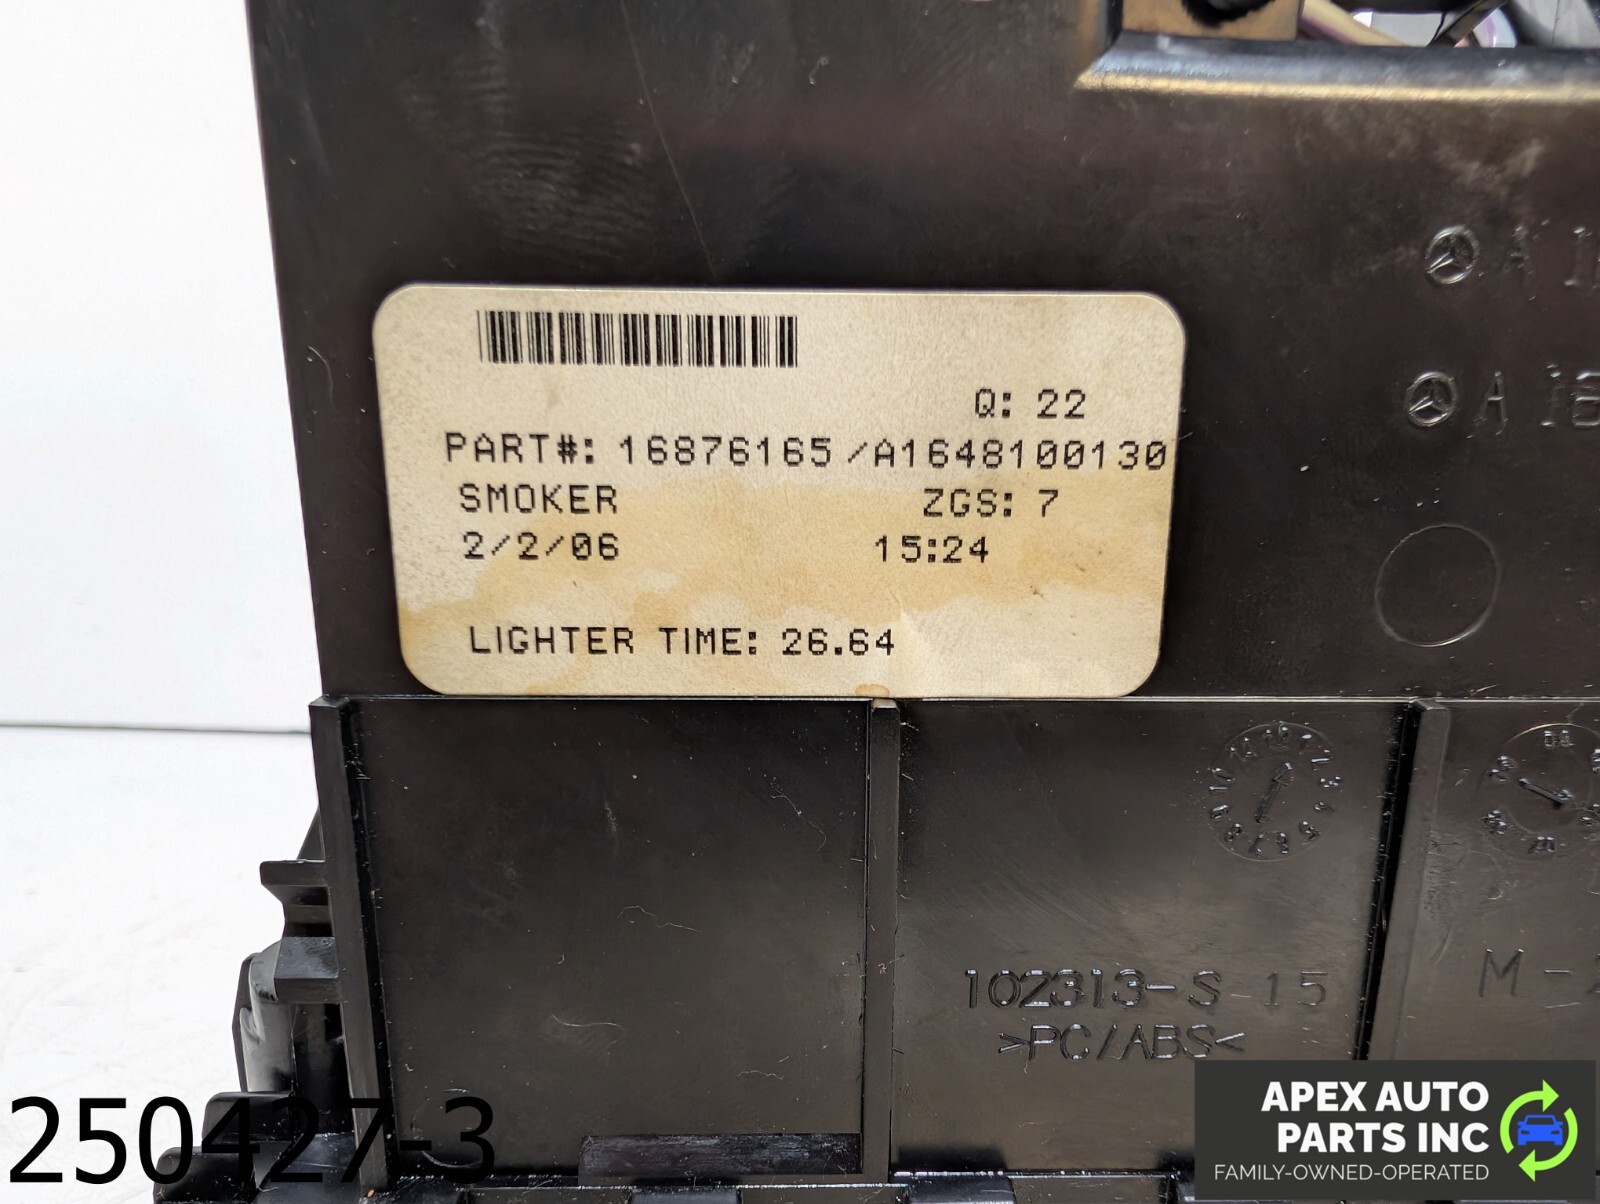 Q: 22
PART#: 16876165/A1648100130
SMOKER ZGS: 7
2/2/06 15:24
LIGHTER TIME: 26.64
102313-S 15
>PC/ABS<
250427-3
APEX AUTO
PARTS INC
FAMILY-OWNED-OPERATED